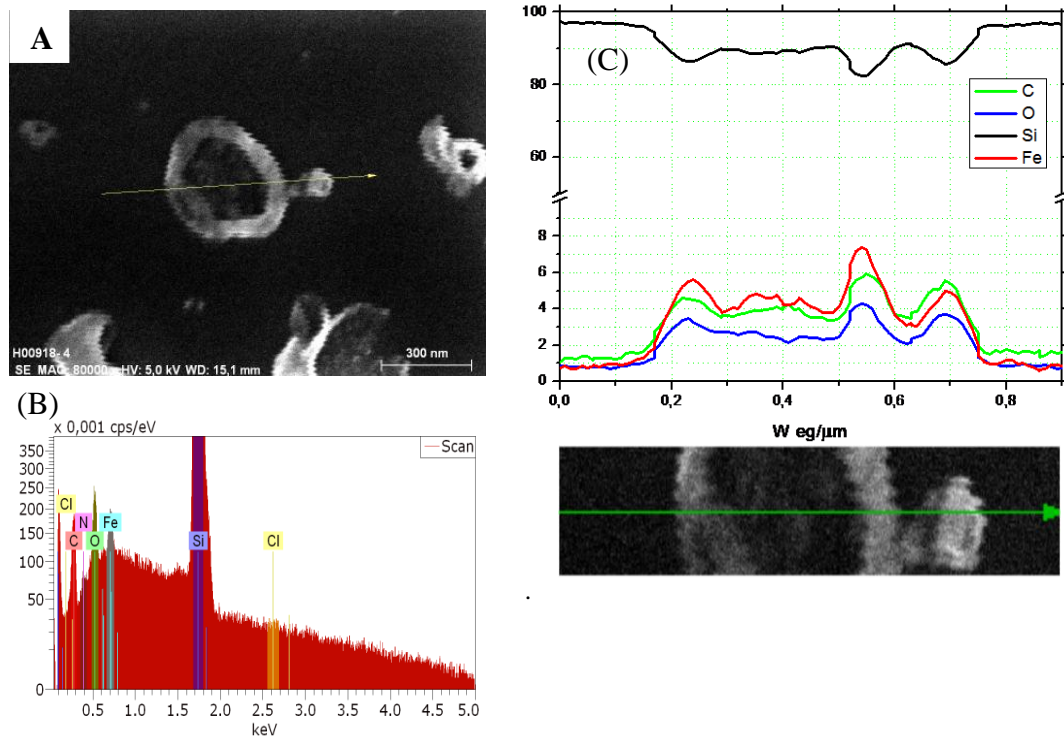 A
H00918-4
SE MAG: 80000 x HV: 5,0 kV WD: 15,1 mm
300 nm
(B)
x 0,001 cps/eV
Scan
350
300
250
200
150
100
50
0
Cl
N
Fe
C
O
Si
Cl
0.5 1.0 1.5 2.0 2.5 3.0 3.5 4.0 4.5 5.0
keV
(C)
100
80
60
8
6
4
2
0
C
O
Si
Fe
0,0 0,2 0,4 0,6 0,8
W eg/µm
.